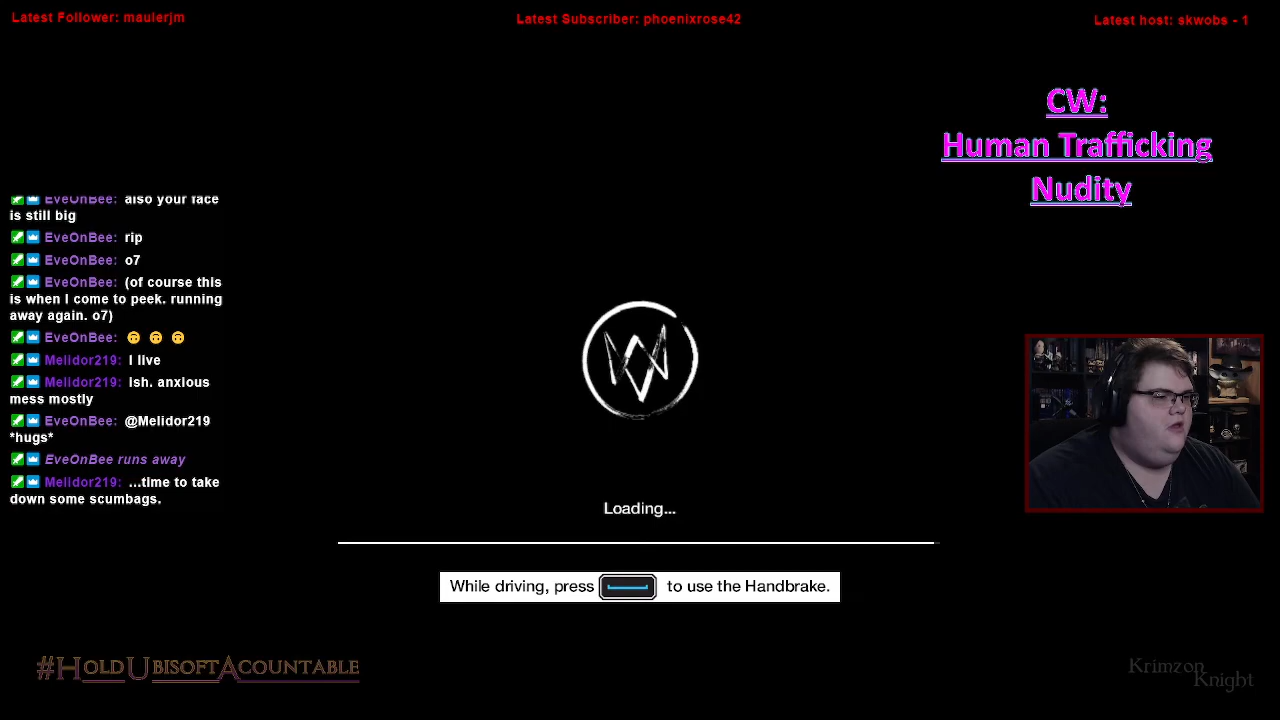 Latest Follower: maulerjm
Latest Subscriber: phoenixrose42
Latest host: skwobs - 1
CW:
Human Trafficking
Nudity
EveOnBee: also your face
is still big
EveOnBee: rip
EveOnBee: o7
EveOnBee: (of course this
is when I come to peek. running
away again. o7)
EveOnBee: 🙃 🙃 🙃
Melidor219: I live
Melidor219: Ish. anxious
mess mostly
EveOnBee: @Melidor219
*hugs*
EveOnBee runs away
Melidor219: ...time to take
down some scumbags.
Loading...
While driving, press to use the Handbrake.
#HoldUbisoftAcountable
Krimzon
Knight